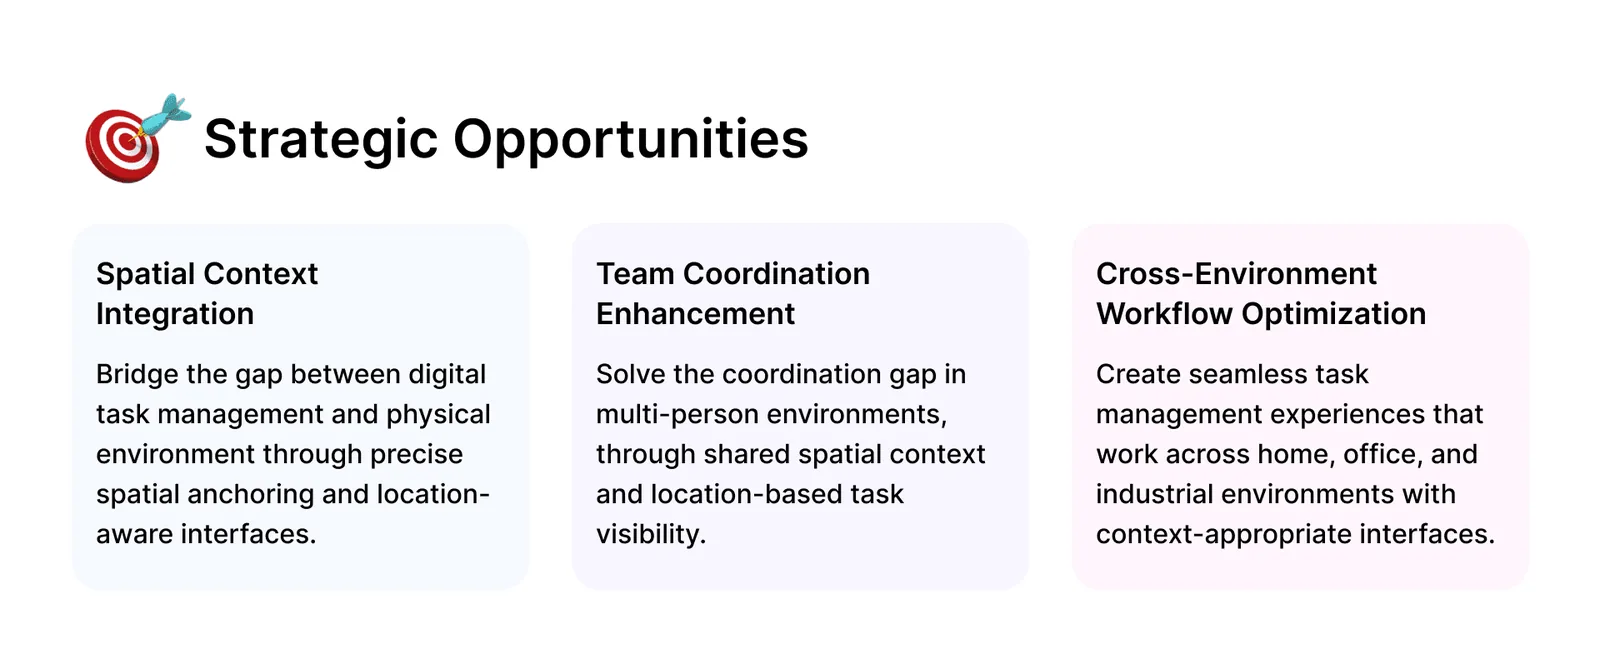 Strategic Opportunities
Spatial Context
Integration
Bridge the gap between digital
task management and physical
environment through precise
spatial anchoring and location-
aware interfaces.
Team Coordination
Enhancement
Solve the coordination gap in
multi-person environments,
through shared spatial context
and location-based task
visibility.
Cross-Environment
Workflow Optimization
Create seamless task
management experiences that
work across home, office, and
industrial environments with
context-appropriate interfaces.